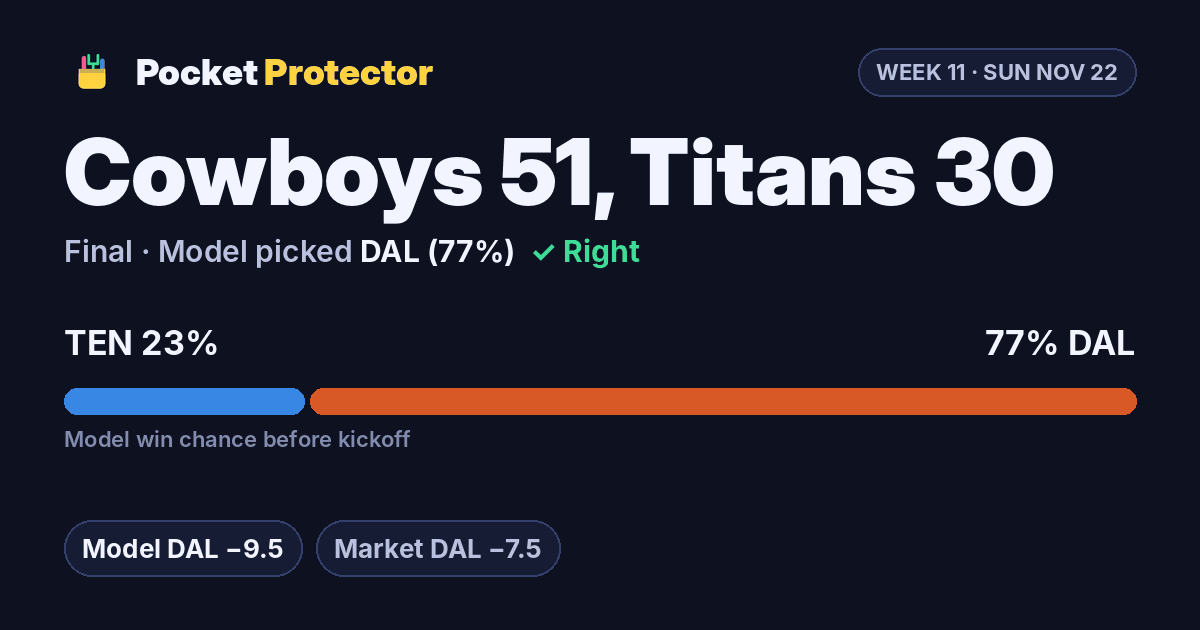 Pocket Protector
WEEK 11 · SUN NOV 22
Cowboys 51, Titans 30
Final · Model picked DAL (77%) ✓ Right
TEN 23%
77% DAL
Model win chance before kickoff
Model DAL −9.5
Market DAL −7.5